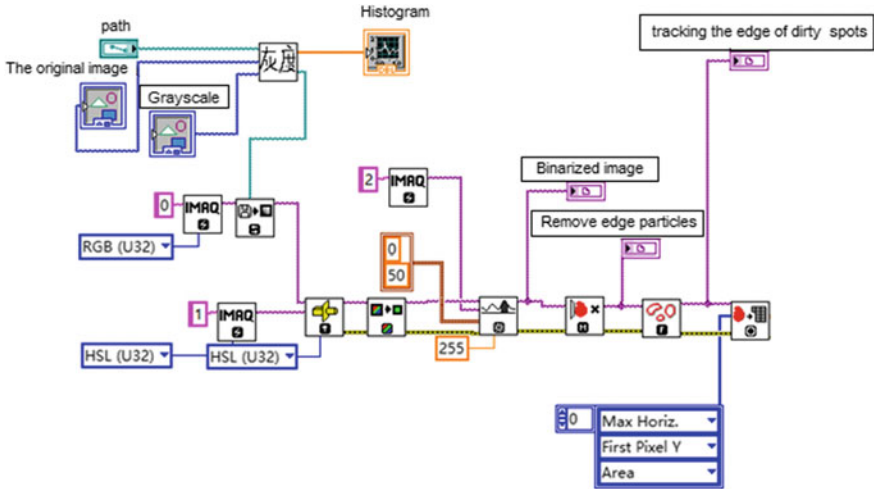 path
Histogram
tracking the edge of dirty spots
The original image
灰度
DBL
Grayscale
Binarized image
0
IMAQ
2
IMAQ
Remove edge particles
RGB (U32)
0
50
1
IMAQ
255
HSL (U32)
HSL (U32)
0
Max Horiz.
First Pixel Y
Area